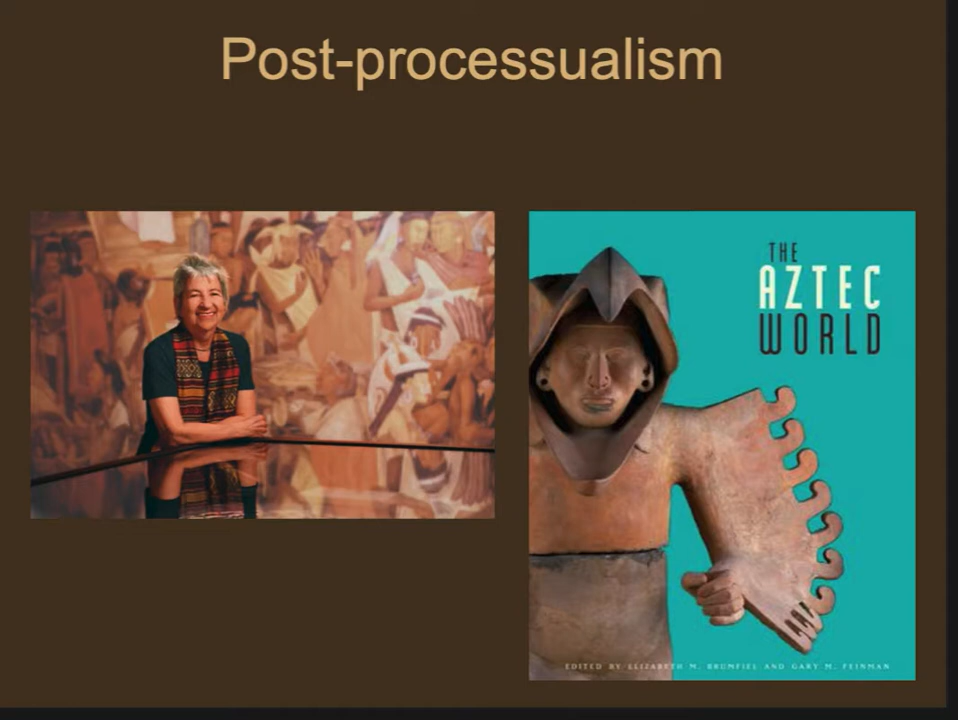 Post-processualism
THE
AZTEC
WORLD
EDITED BY ELIZABETH M. BRUMFIEL AND GARY M. FEINMAN